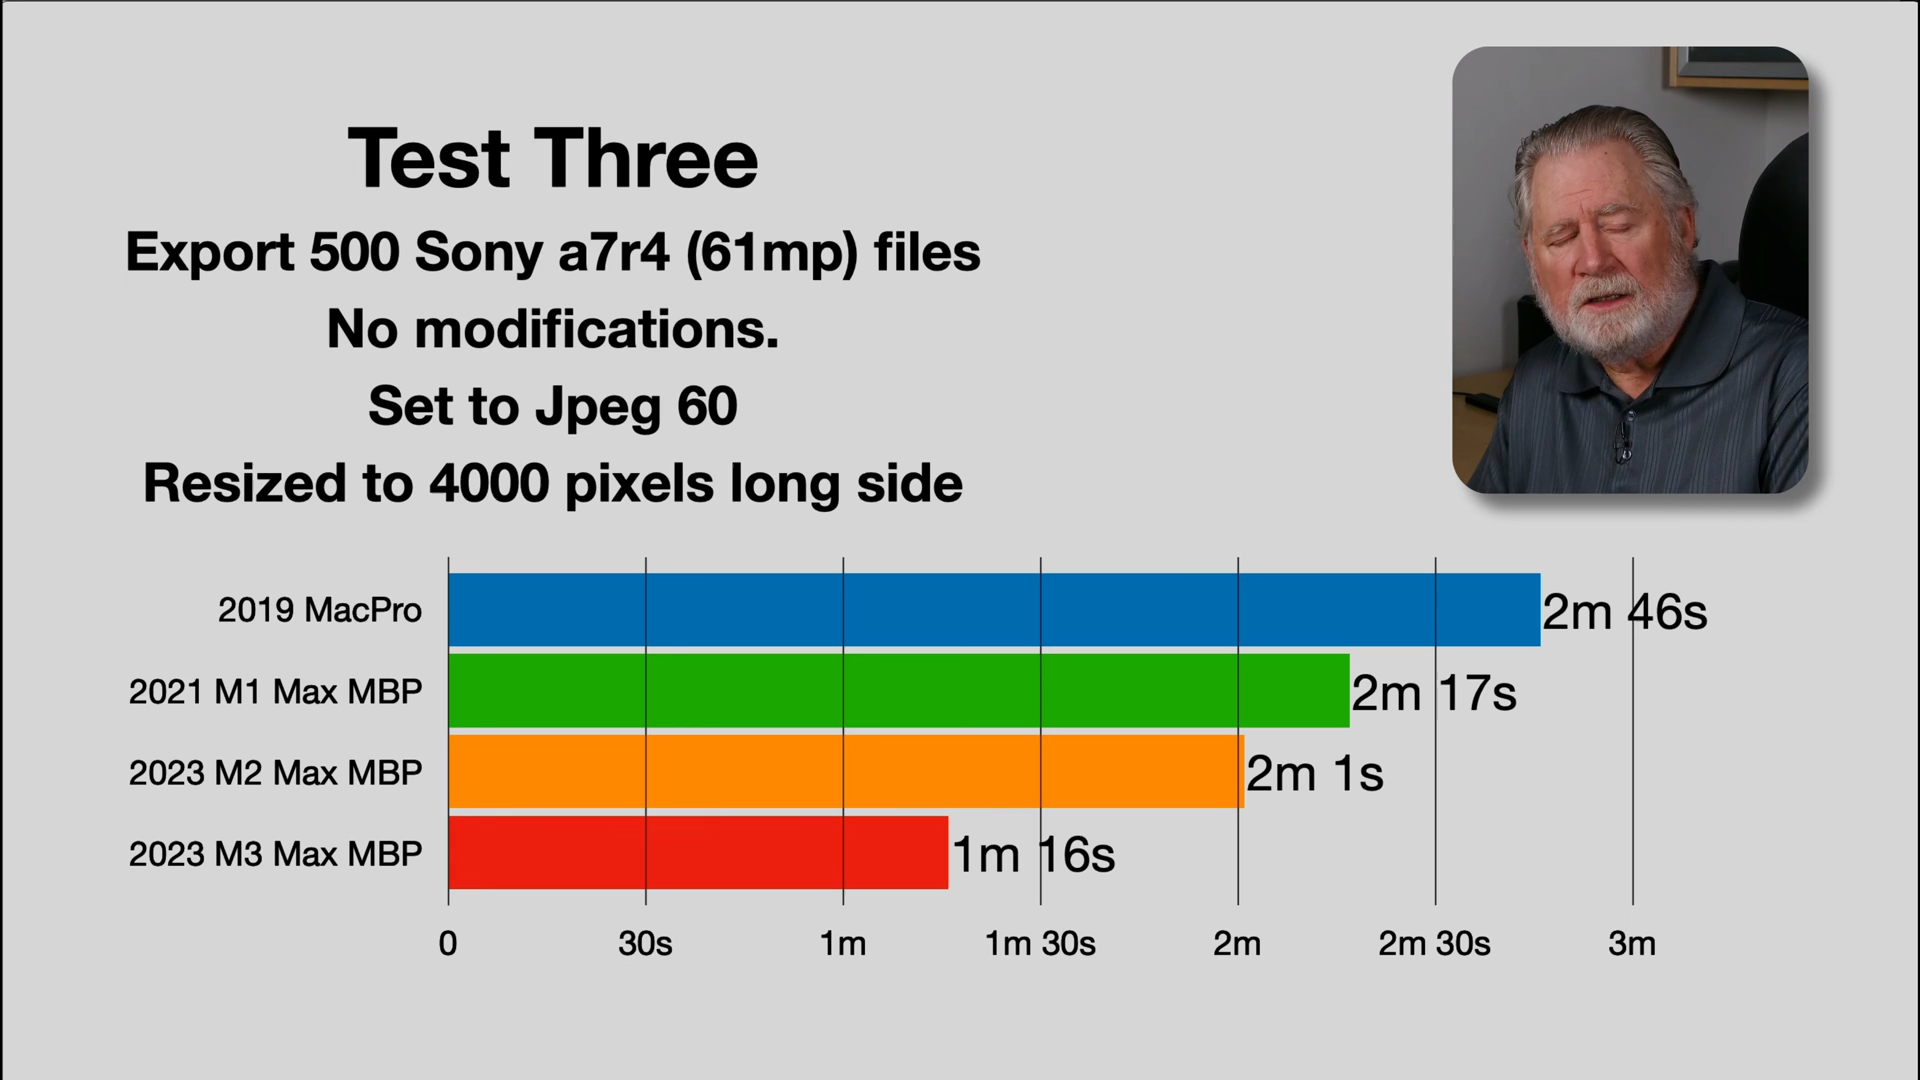 Test Three
Export 500 Sony a7r4 (61mp) files
No modifications.
Set to Jpeg 60
Resized to 4000 pixels long side
2019 MacPro 2m 46s
2021 M1 Max MBP 2m 17s
2023 M2 Max MBP 2m 1s
2023 M3 Max MBP 1m 16s
0 30s 1m 1m 30s 2m 2m 30s 3m